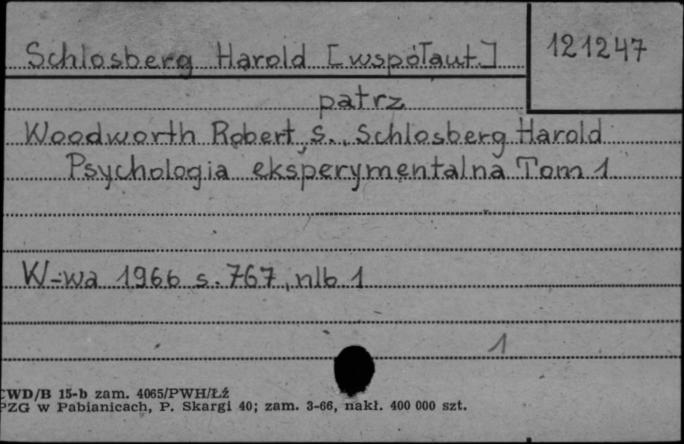 Schlosberg Harold [współaut.]
121247
patrz
Woodworth Robert, S., Schlosberg Harold
Psychologia eksperymentalna Tom 1
W-wa 1966 s. 767, nlb. 1
1
CWD/B 15-b zam. 4065/PWH/Łź
PZG w Pabianicach, P. Skargi 40; zam. 3-66, nakł. 400 000 szt.